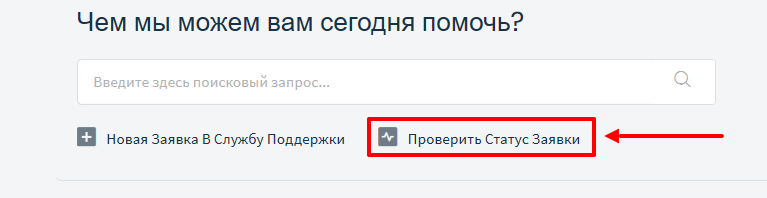 Чем мы можем вам сегодня помочь?
Введите здесь поисковый запрос...
Новая Заявка В Службу Поддержки Проверить Статус Заявки